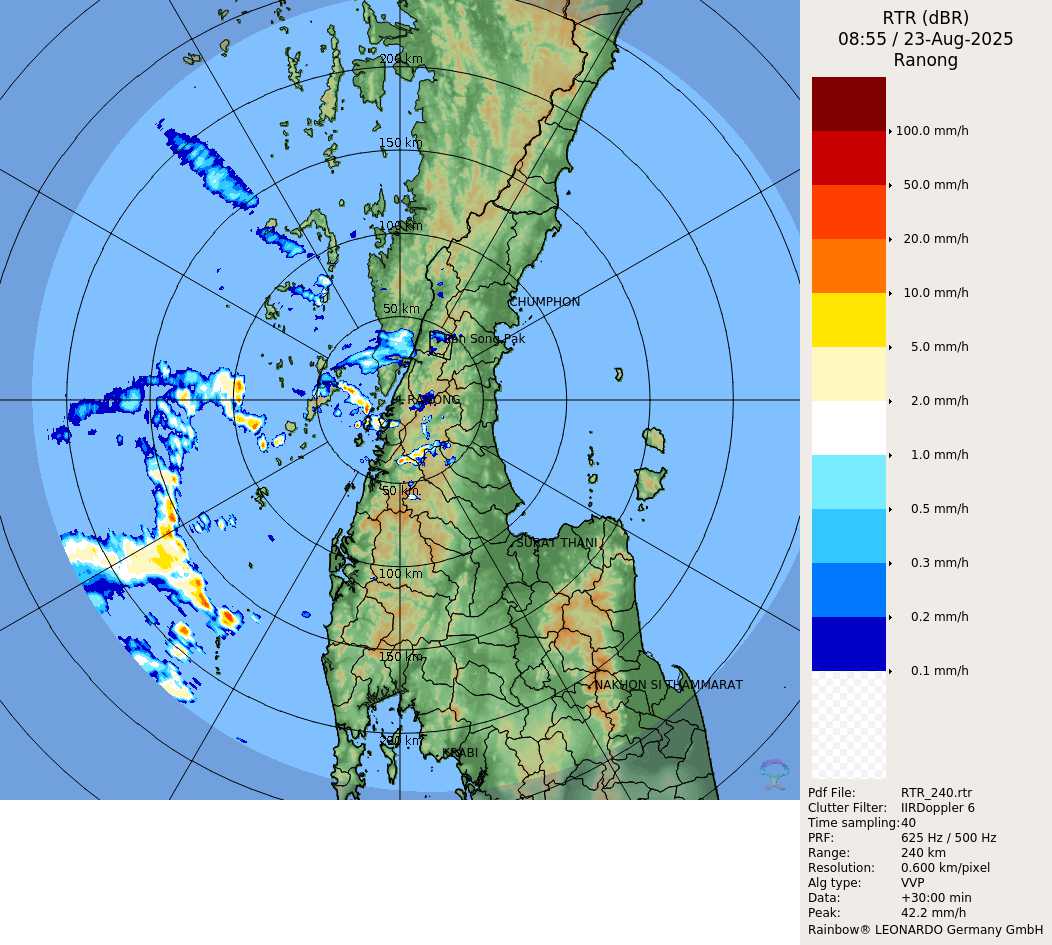 RTR (dBR)
08:55 / 23-Aug-2025
Ranong
100.0 mm/h
50.0 mm/h
20.0 mm/h
10.0 mm/h
5.0 mm/h
2.0 mm/h
1.0 mm/h
0.5 mm/h
0.3 mm/h
0.2 mm/h
0.1 mm/h
Pdf File: RTR_240.rtr
Clutter Filter: IIRDoppler 6
Time sampling:40
PRF: 625 Hz / 500 Hz
Range: 240 km
Resolution: 0.600 km/pixel
Alg type: VVP
Data: +30:00 min
Peak: 42.2 mm/h
Rainbow® LEONARDO Germany GmbH
200 km
150 km
100 km
50 km
CHUMPHON
Ban Song Pak
RANONG
50 km
SURAT THANI
100 km
150 km
NAKHON SI THAMMARAT
200 km
KRABI